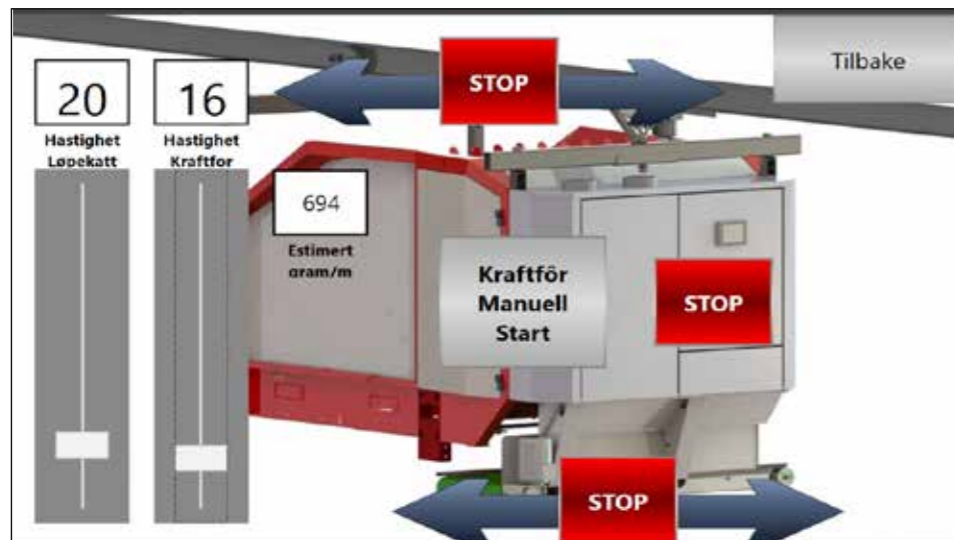 STOP
Tilbake
20
16
Hastighet
Løpekatt
Hastighet
Kraftfor
694
Estimert
gram/m
Kraftfôr
Manuell
Start
STOP
STOP